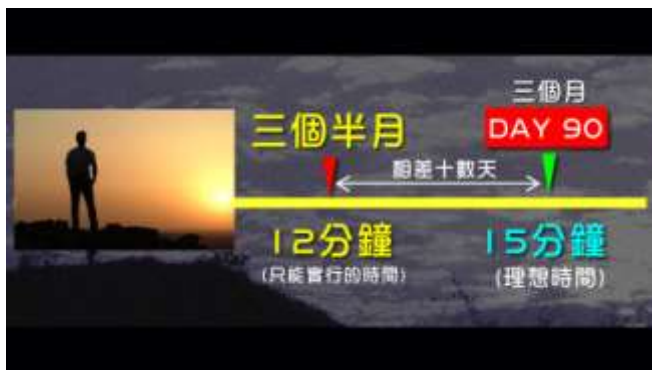 三個月
三個半月
DAY 90
相差十數天
12分鐘
15分鐘
(只能實行的時間)
(理想時間)